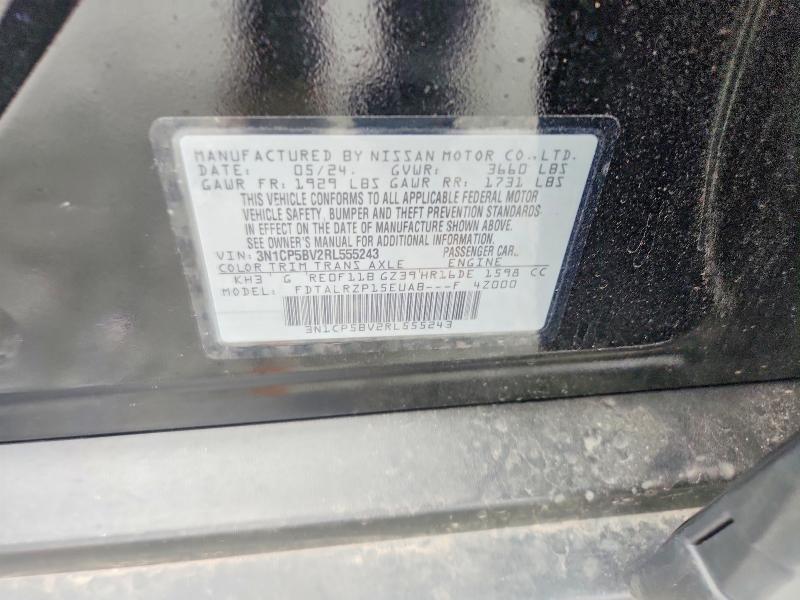 MANUFACTURED BY NISSAN MOTOR CO., LTD.
DATE: 05/24. GVWR: 3660 LBS
GAWR FR: 1929 LBS GAWR RR: 1731 LBS
THIS VEHICLE CONFORMS TO ALL APPLICABLE FEDERAL MOTOR
VEHICLE SAFETY, BUMPER AND THEFT PREVENTION STANDARDS
IN EFFECT ON THE DATE OF MANUFACTURE SHOWN ABOVE.
SEE OWNER'S MANUAL FOR ADDITIONAL INFORMATION.
VIN: 3N1CP5BV2RL555243 PASSENGER CAR
COLOR TRIM TRANS AXLE ENGINE
KH3 G RE0F11B GZ39 HR16DE 1598 CC
MODEL: FDTALRZP15EUAB---F 4Z000
3N1CP5BV2RL555243